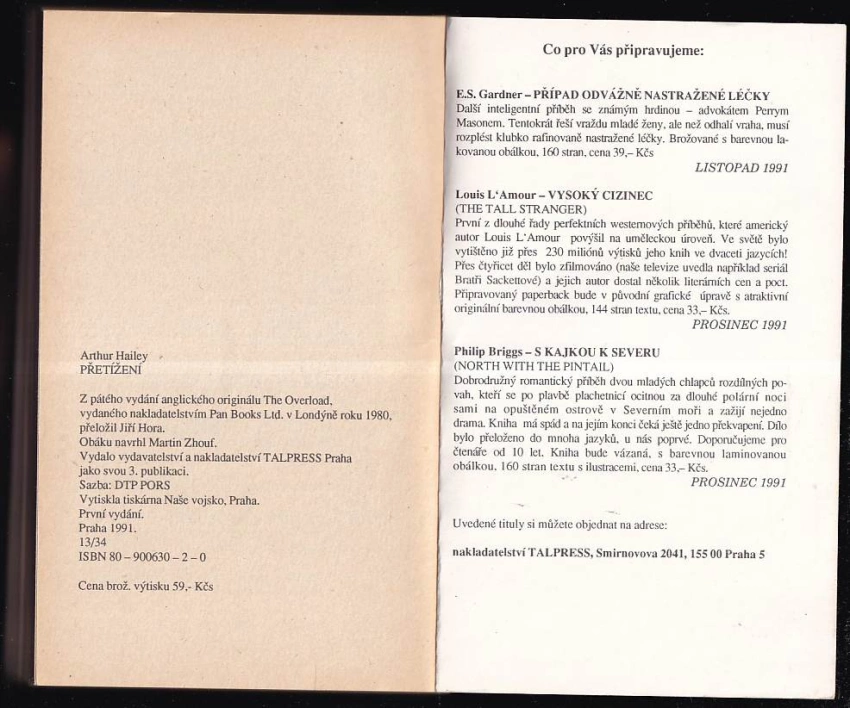 Arthur Hailey
PŘETÍŽENÍ
Z pátého vydání anglického originálu The Overload,
vydaného nakladatelstvím Pan Books Ltd. v Londýně roku 1980,
přeložil Jiří Hora.
Obáku navrhl Martin Zhouf.
Vydalo vydavatelství a nakladatelství TALPRESS Praha
jako svou 3. publikaci.
Sazba: DTP PORS
Vytiskla tiskárna Naše vojsko, Praha.
První vydání.
Praha 1991.
13/34
ISBN 80 – 900630 – 2 – 0
Cena brož. výtisku 59,- Kčs
Co pro Vás připravujeme:
E.S. Gardner – PŘÍPAD ODVÁŽNĚ NASTRAŽENÉ LÉČKY
Další inteligentní příběh se známým hrdinou – advokátem Perrym
Masonem. Tentokrát řeší vraždu mladé ženy, ale než odhalí vraha, musí
rozplést klubko rafinovaně nastražené léčky. Brožované s barevnou la-
kovanou obálkou, 160 stran, cena 39,– Kčs
LISTOPAD 1991
Louis L'Amour – VYSOKÝ CIZINEC
(THE TALL STRANGER)
První z dlouhé řady perfektních westernových příběhů, které americký
autor Louis L'Amour povýšil na uměleckou úroveň. Ve světě bylo
vytištěno již přes 230 miliónů výtisků jeho knih ve dvaceti jazycích!
Přes čtyřicet děl bylo zfilmováno (naše televize uvedla například seriál
Bratři Sackettové) a jejich autor dostal několik literárních cen a poct.
Připravovaný paperback bude v původní grafické úpravě s atraktivní
originální barevnou obálkou, 144 stran textu, cena 33,– Kčs.
PROSINEC 1991
Philip Briggs – S KAJKOU K SEVERU
(NORTH WITH THE PINTAIL)
Dobrodružný romantický příběh dvou mladých chlapců rozdílných po-
vah, kteří se po plavbě plachetnicí ocitnou za dlouhé polární noci
sami na opuštěném ostrově v Severním moři a zažijí nejedno
drama. Kniha má spád a na jejím konci čeká ještě jedno překvapení. Dílo
bylo přeloženo do mnoha jazyků, u nás poprvé. Doporučujeme pro
čtenáře od 10 let. Kniha bude vázaná, s barevnou laminovanou
obálkou, 160 stran textu s ilustracemi, cena 33,– Kčs.
PROSINEC 1991
Uvedené tituly si můžete objednat na adrese:
nakladatelství TALPRESS, Smirnovova 2041, 155 00 Praha 5